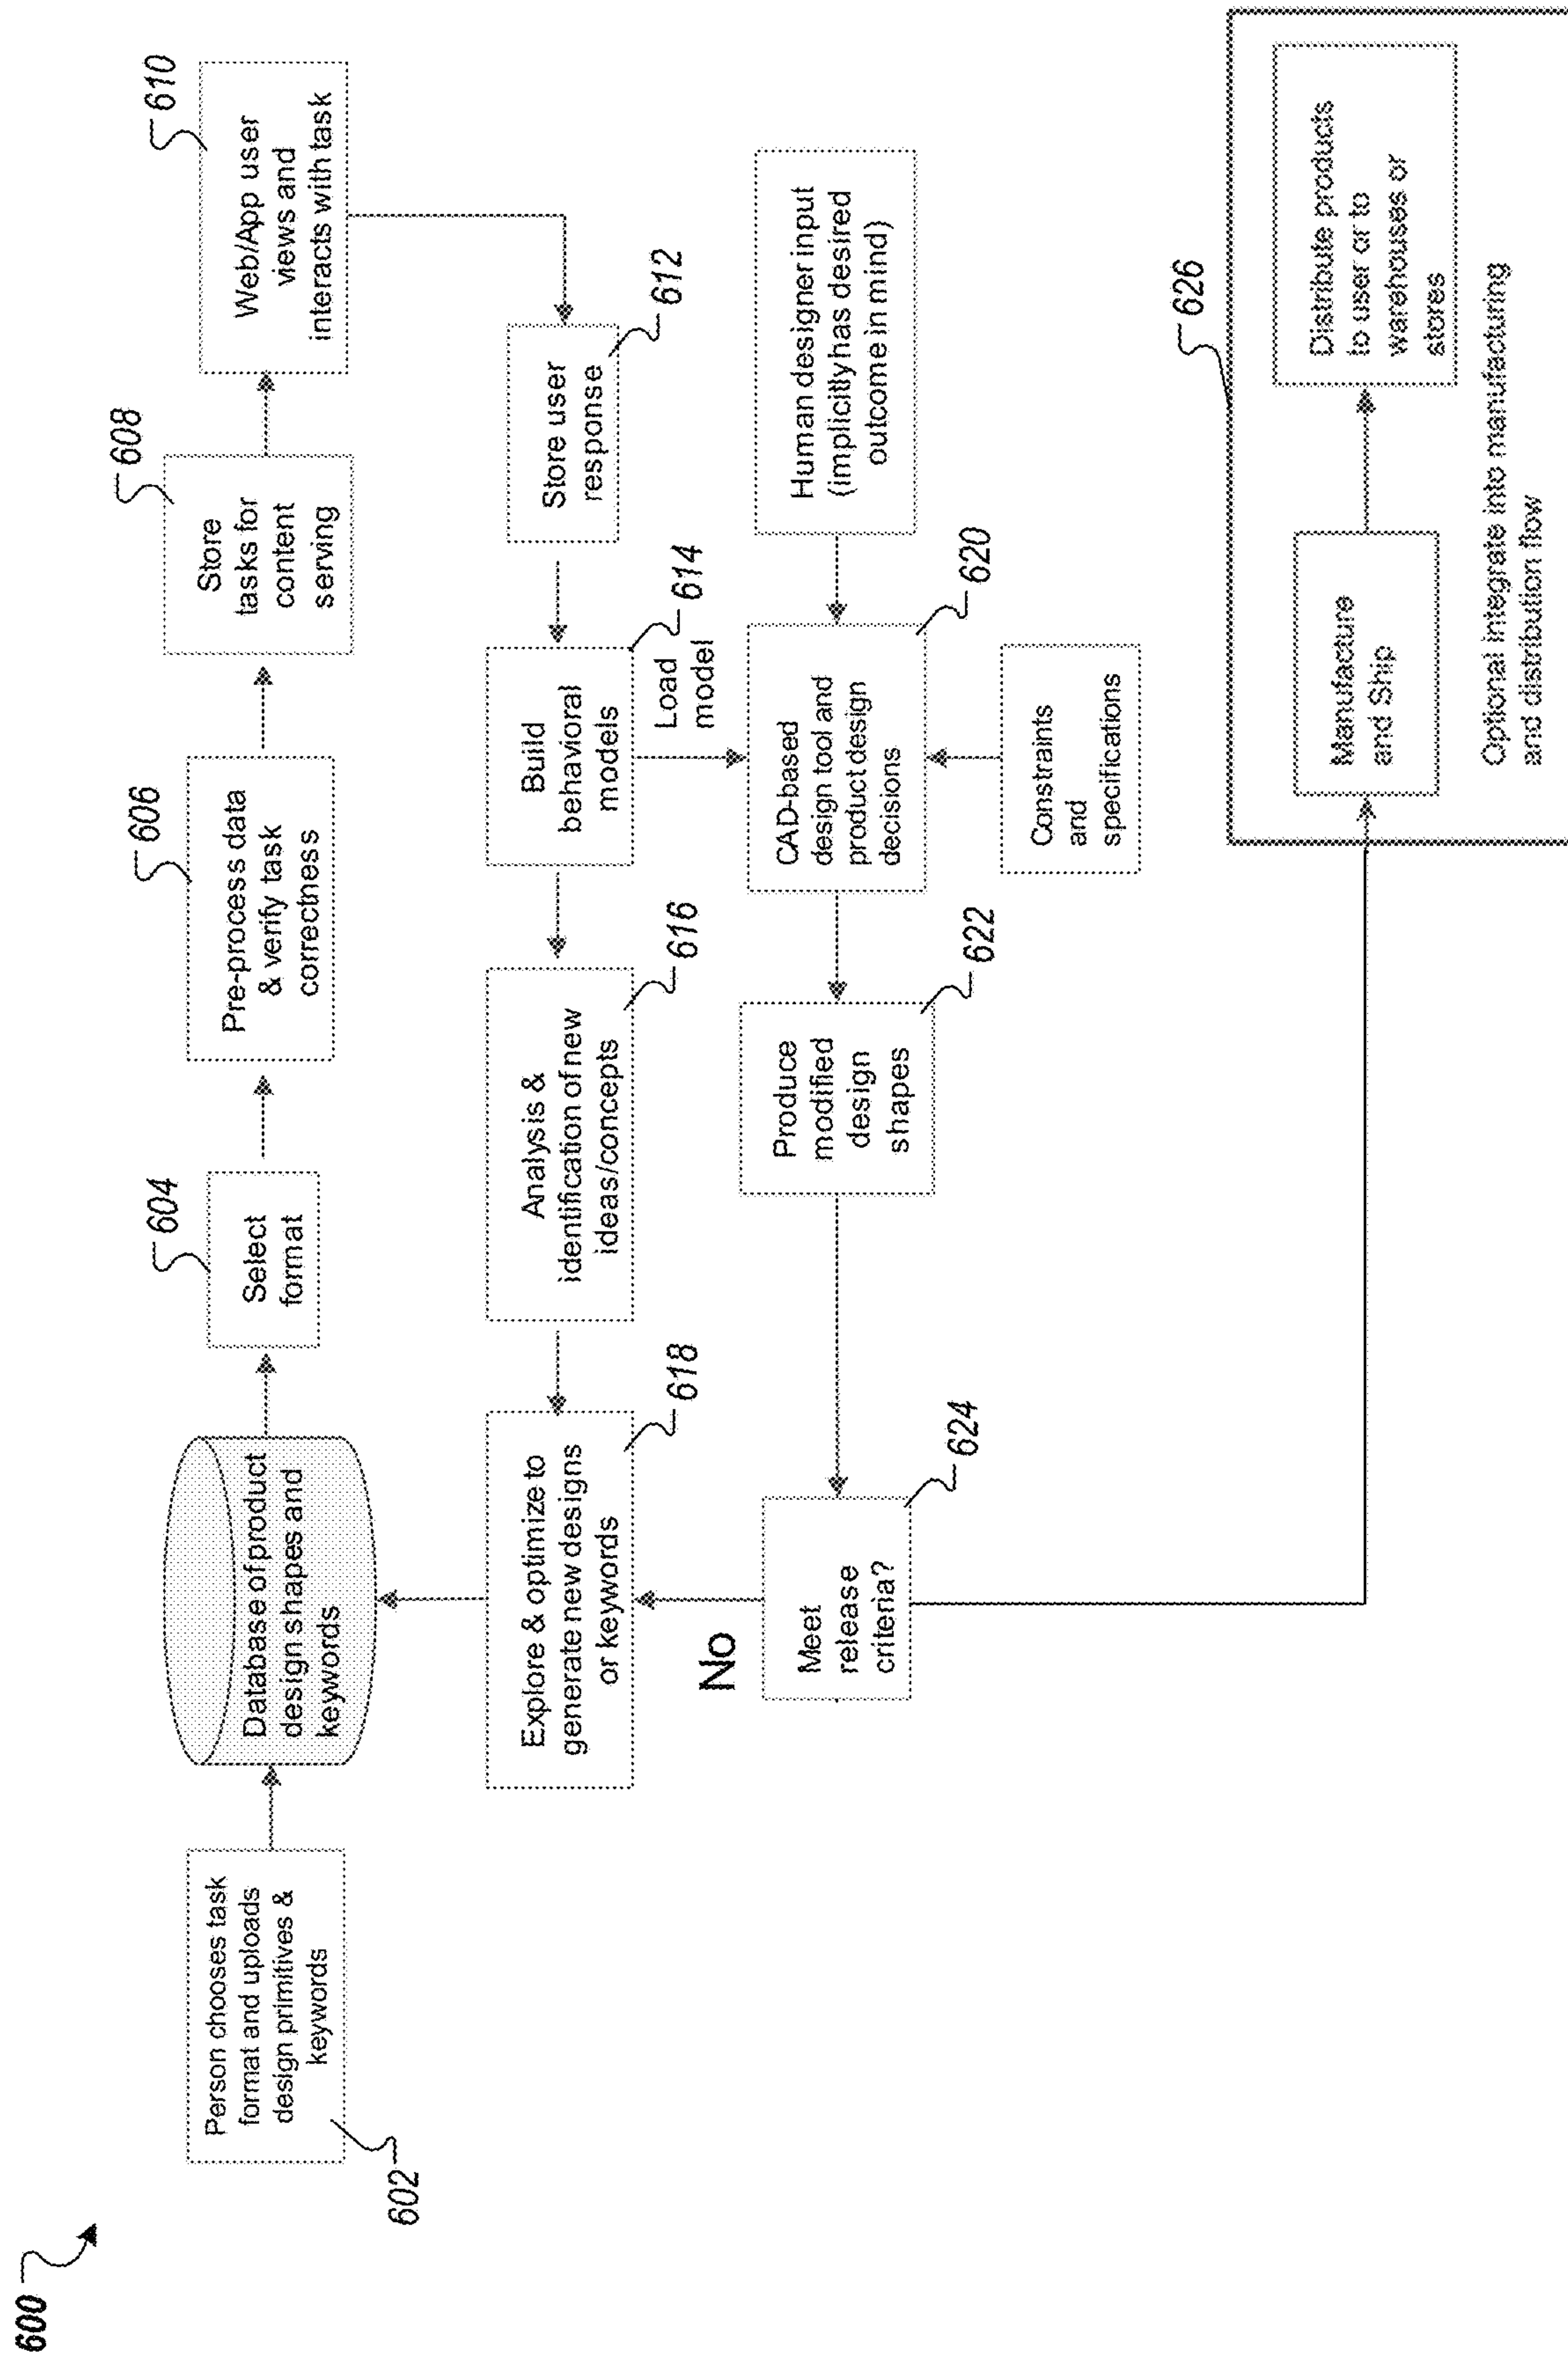 600
Person chooses task
format and uploads
design primitives &
keywords
602
Database of product
design shapes and
keywords
Select
format
604
Pre-process data
& verify task
correctness
606
Store
tasks for
content
serving
608
Web/App user
views and
interacts with task
610
Explore & optimize to
generate new designs
or keywords
618
Analysis &
identification of new
ideas/concepts
616
Build
behavioral
models
614
Load
model
Store user
response
612
No
Meet
release
criteria?
624
Produce
modified
design
shapes
622
CAD-based
design tool and
product design
decisions
620
Human designer input
(implicitly has desired
outcome in mind)
Constraints
and
specifications
626
Manufacture
and Ship
Distribute products
to user or to
warehouses or
stores
Optional integrate into manufacturing
and distribution flow